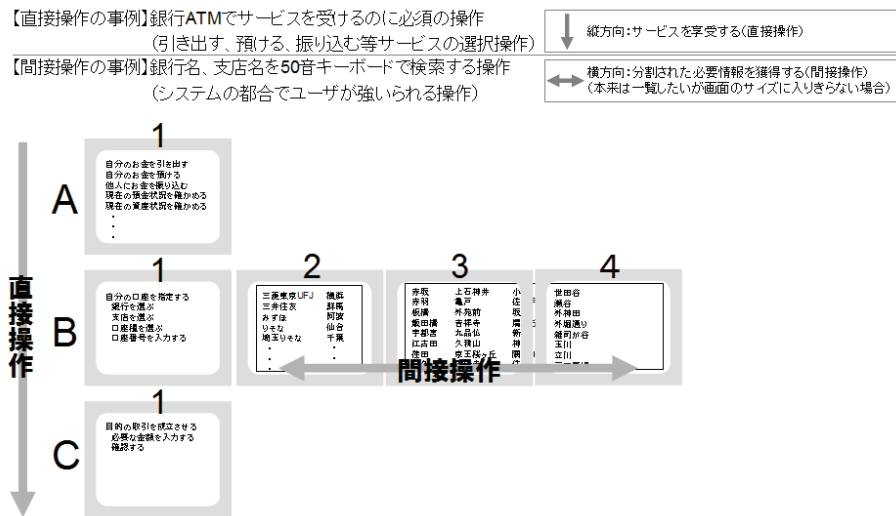 【直接操作の事例】銀行ATMでサービスを受けるのに必須の操作
(引き出す、預ける、振り込む等サービスの選択操作)
縦方向:サービスを享受する(直接操作)
【間接操作の事例】銀行名、支店名を50音キーボードで検索する操作
(システムの都合でユーザが強いられる操作)
横方向:分割された必要情報を獲得する(間接操作)
(本来は一覧したいが画面のサイズに入りきらない場合)
直接操作
A
1
自分のお金を引き出す
自分のお金を預ける
他人にお金を振り込む
現在の預金状況を確かめる
現在の資産状況を確かめる
・
・
・
B
1
自分の口座を指定する
銀行を選ぶ
支店を選ぶ
口座種を選ぶ
口座番号を入力する
2
三菱東京UFJ 横浜
三井住友 群馬
みずほ 阿波
りそな 仙台
埼玉りそな 千葉
・ ・
・ ・
・
3
赤坂 上石神井 小
赤羽 亀戸 佐
板橋 外苑前
飯田橋 吉祥寺
宇都宮 九品仏 新
江古田 久我山 神
住田 京王桜ヶ丘
4
世田谷
瀬谷
外神田
外堀通り
雑司が谷
玉川
立川
間接操作
C
1
目的の取引を成立させる
必要な金額を入力する
確認する